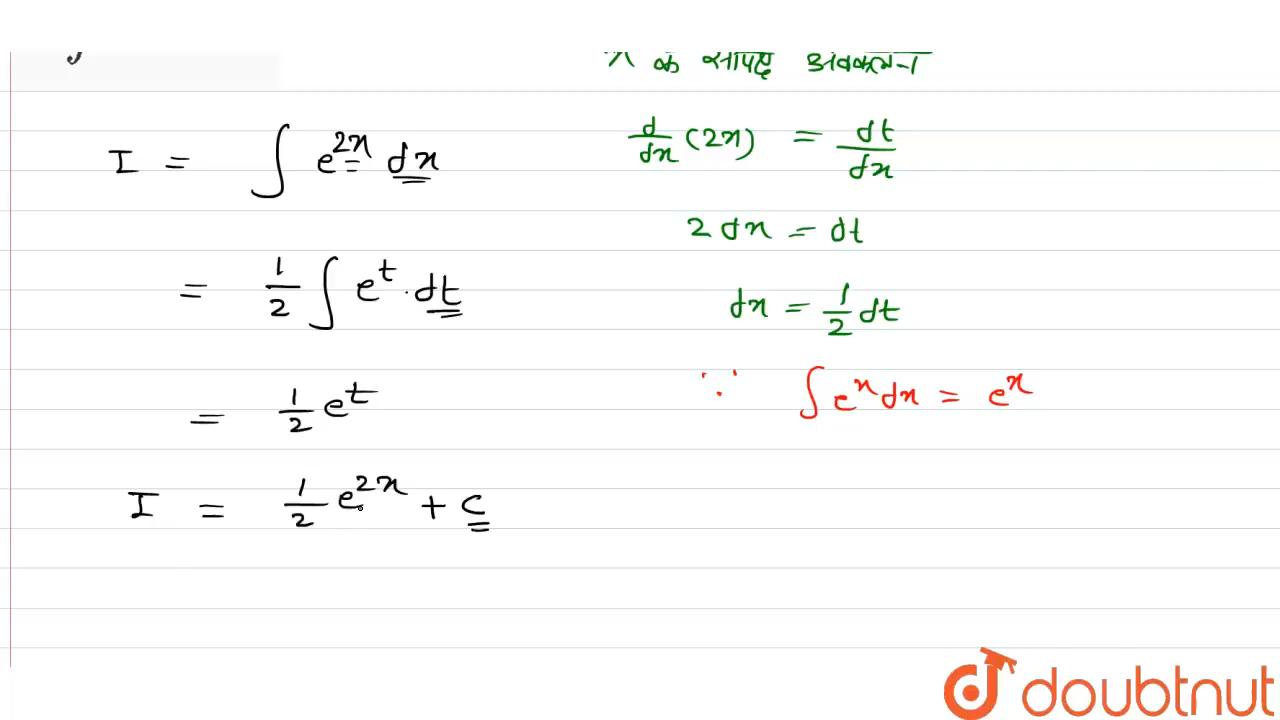 x के सापेक्ष अवकलन
I = ∫ e^{2x} dx
d/dx (2x) = dt/dx
2 dx = dt
= 1/2 ∫ e^t · dt
dx = 1/2 dt
∵ ∫ e^x dx = e^x
= 1/2 e^t
I = 1/2 e^{2x} + c
doubtnut